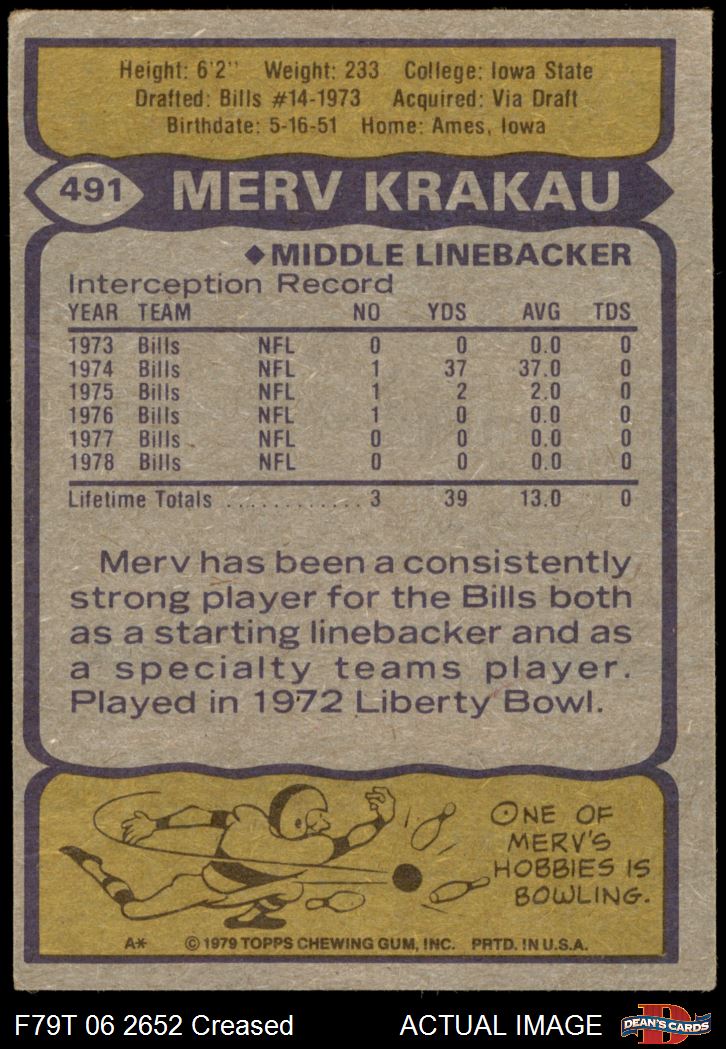 Height: 6'2" Weight: 233 College: Iowa State
Drafted: Bills #14-1973 Acquired: Via Draft
Birthdate: 5-16-51 Home: Ames, Iowa
491 MERV KRAKAU
◆MIDDLE LINEBACKER
Interception Record
YEAR TEAM NO YDS AVG TDS
1973 Bills NFL 0 0 0.0 0
1974 Bills NFL 1 37 37.0 0
1975 Bills NFL 1 2 2.0 0
1976 Bills NFL 1 0 0.0 0
1977 Bills NFL 0 0 0.0 0
1978 Bills NFL 0 0 0.0 0
Lifetime Totals ............ 3 39 13.0 0
Merv has been a consistently
strong player for the Bills both
as a starting linebacker and as
a specialty teams player.
Played in 1972 Liberty Bowl.
ONE OF
MERV'S
HOBBIES IS
BOWLING.
A* © 1979 TOPPS CHEWING GUM, INC. PRTD. IN U.S.A.
F79T 06 2652 Creased ACTUAL IMAGE
D
DEAN'S CARDS